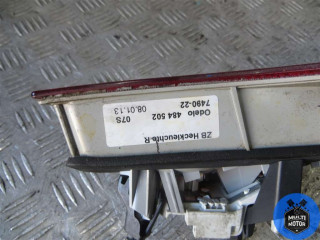 ZB Heckleuchte-R
Odelo 484 502
7490-22
07S
08.01.13
MULTI
MOTOR